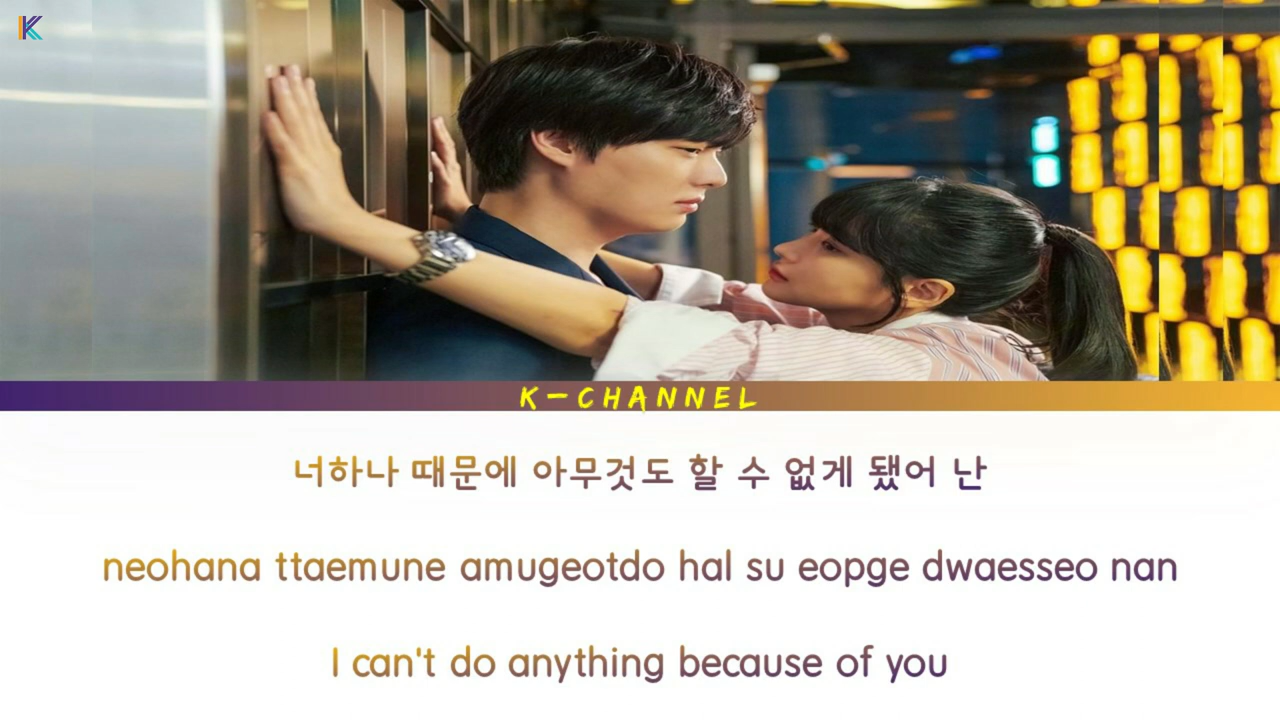 K
K-CHANNEL
너하나 때문에 아무것도 할 수 없게 됐어 난
neohana ttaemune amugeotdo hal su eopge dwaesseo nan
I can't do anything because of you